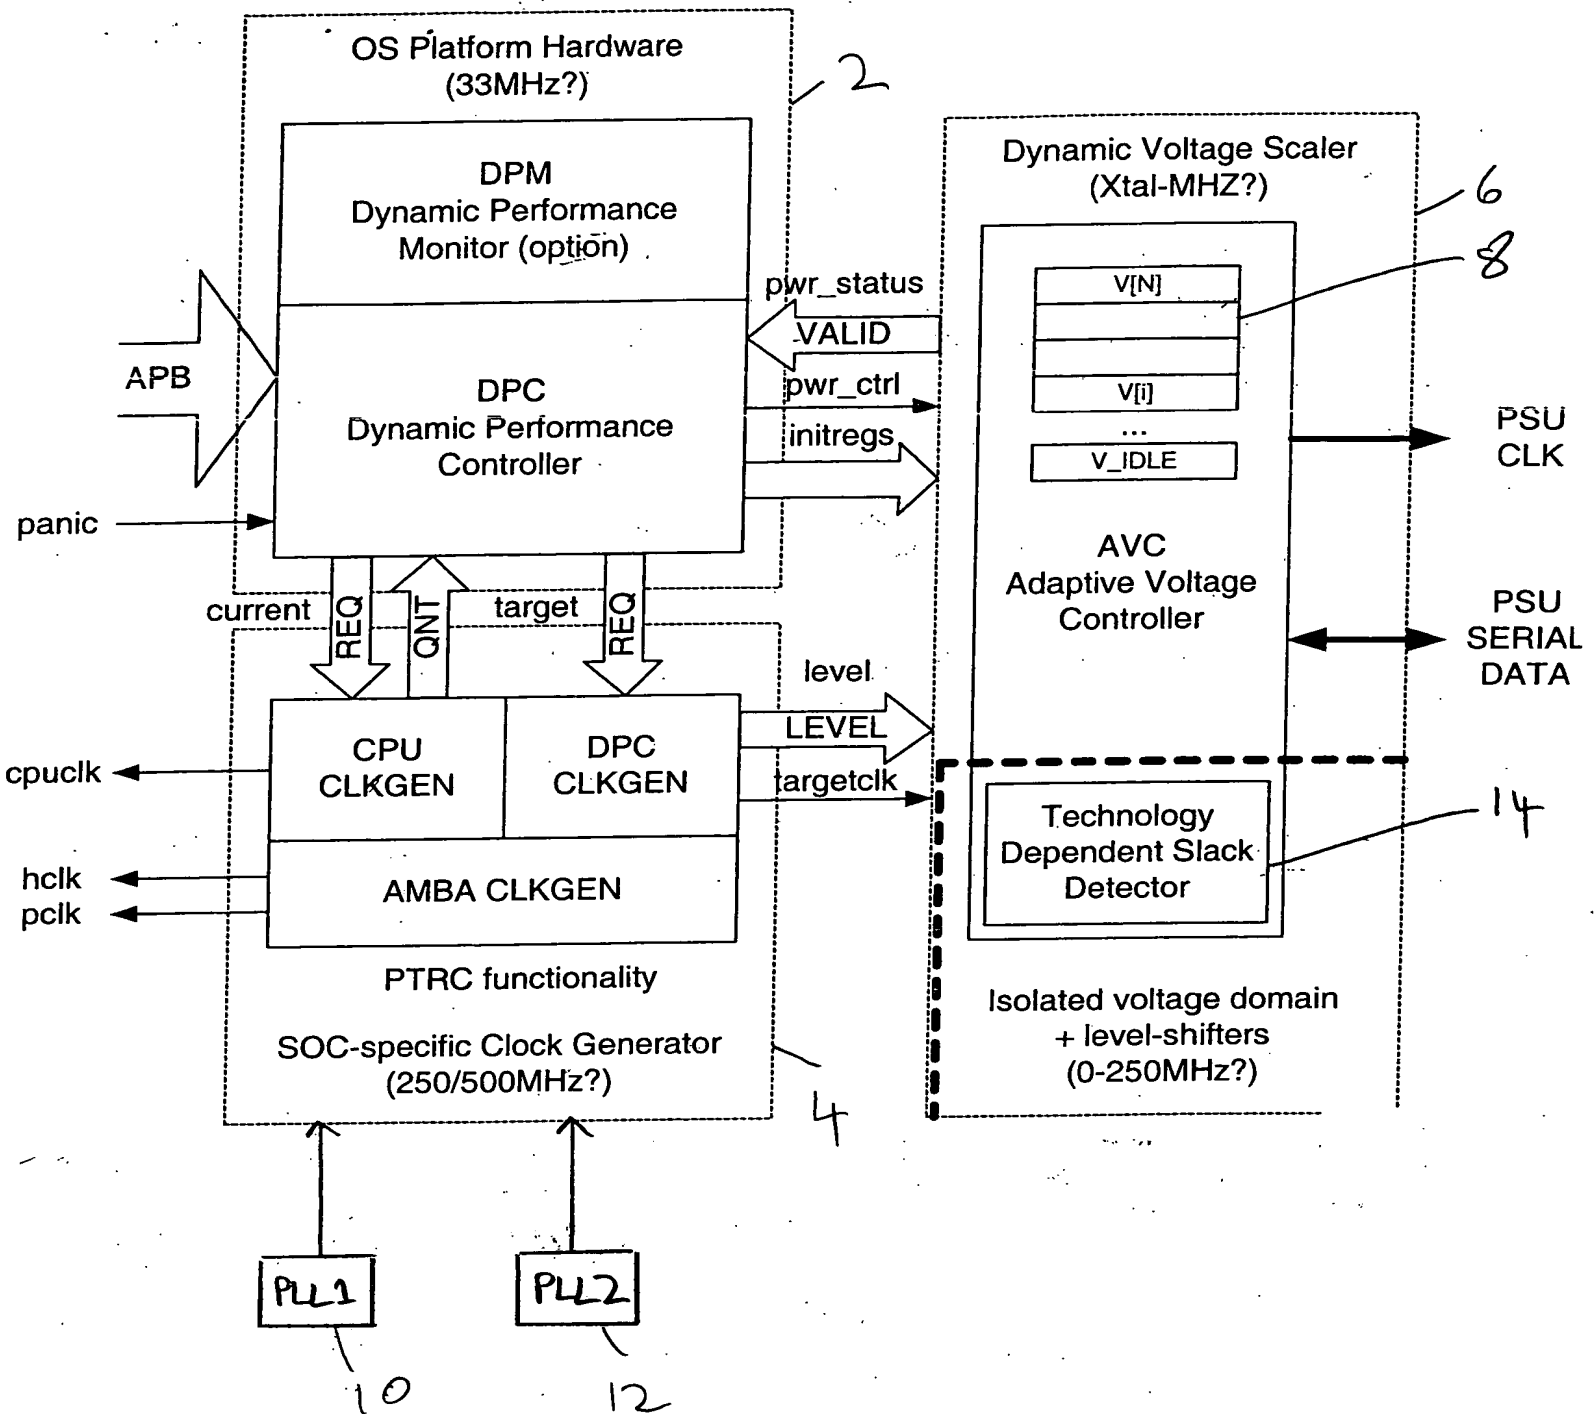 OS Platform Hardware
(33MHz?)
2
DPM
Dynamic Performance
Monitor (option)
APB
DPC
Dynamic Performance
Controller
panic
pwr_status
VALID
pwr_ctrl
initregs
Dynamic Voltage Scaler
(Xtal-MHZ?)
6
8
V[N]
V[i]
...
V_IDLE
AVC
Adaptive Voltage
Controller
PSU
CLK
PSU
SERIAL
DATA
current
REQ
QNT
target
REQ
level
LEVEL
targetclk
CPU
CLKGEN
DPC
CLKGEN
cpuclk
hclk
pclk
AMBA CLKGEN
PTRC functionality
SOC-specific Clock Generator
(250/500MHz?)
4
Technology
Dependent Slack
Detector
14
Isolated voltage domain
+ level-shifters
(0-250MHz?)
PLL1
PLL2
10
12